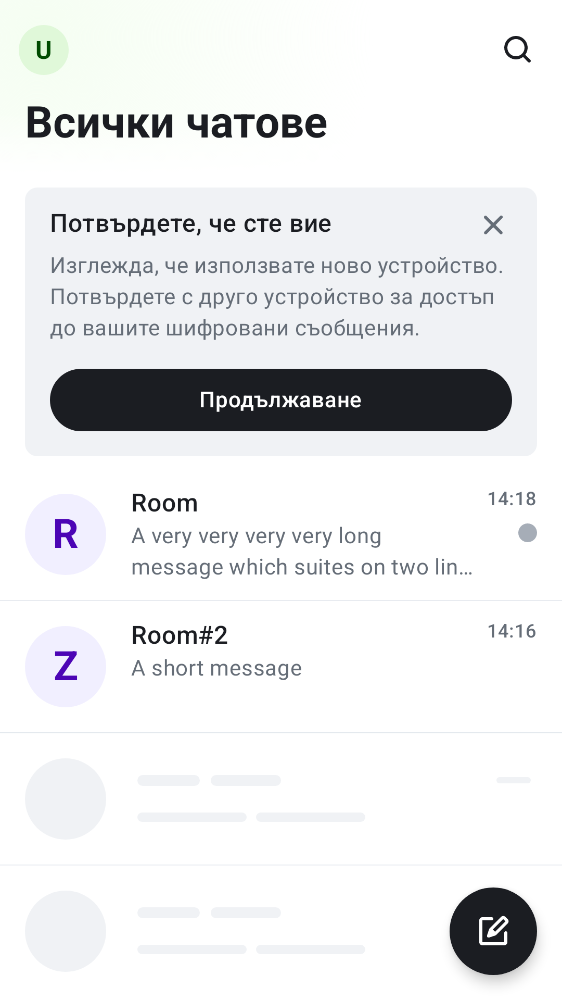 U
Всички чатове
Потвърдете, че сте вие
Изглежда, че използвате ново устройство.
Потвърдете с друго устройство за достъп
до вашите шифровани съобщения.
Продължаване
R
Room
14:18
A very very very very long
message which suites on two lin…
Z
Room#2
14:16
A short message